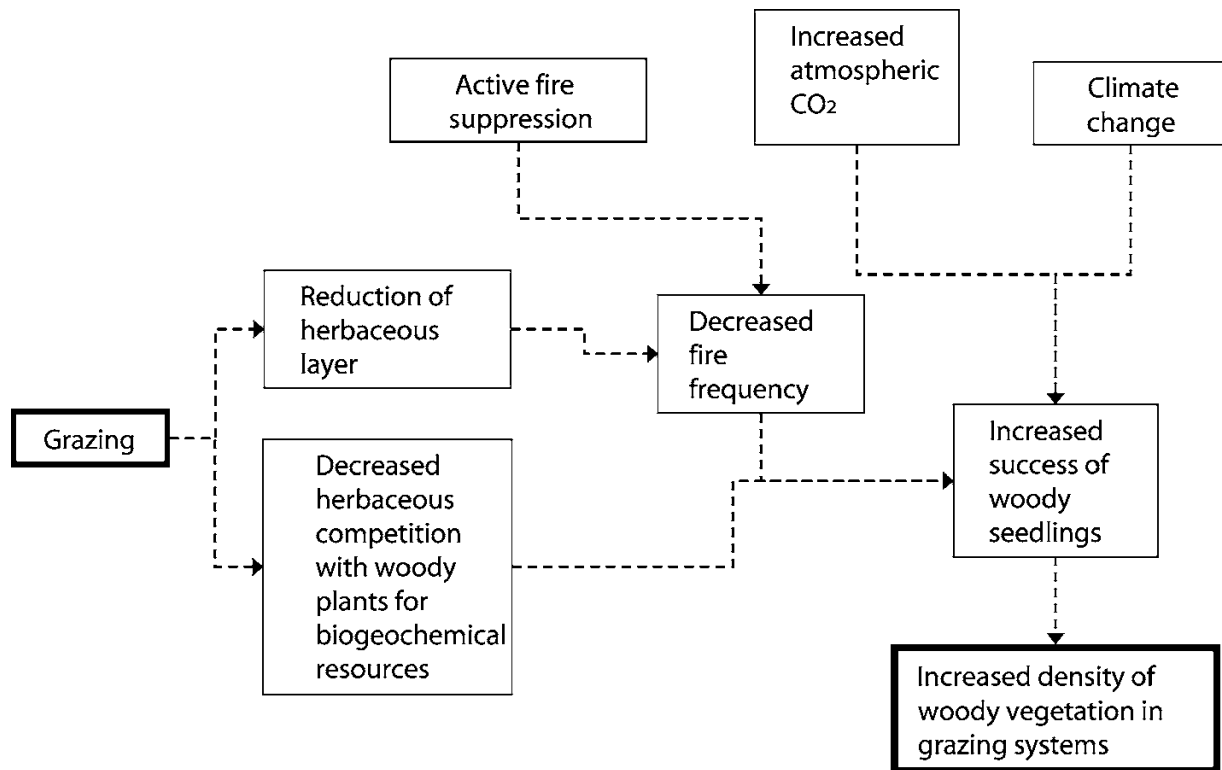 Active fire
suppression
Increased
atmospheric
CO2
Climate
change
Reduction of
herbaceous
layer
Decreased
fire
frequency
Grazing
Decreased
herbaceous
competition
with woody
plants for
biogeochemical
resources
Increased
success of
woody
seedlings
Increased density of
woody vegetation in
grazing systems